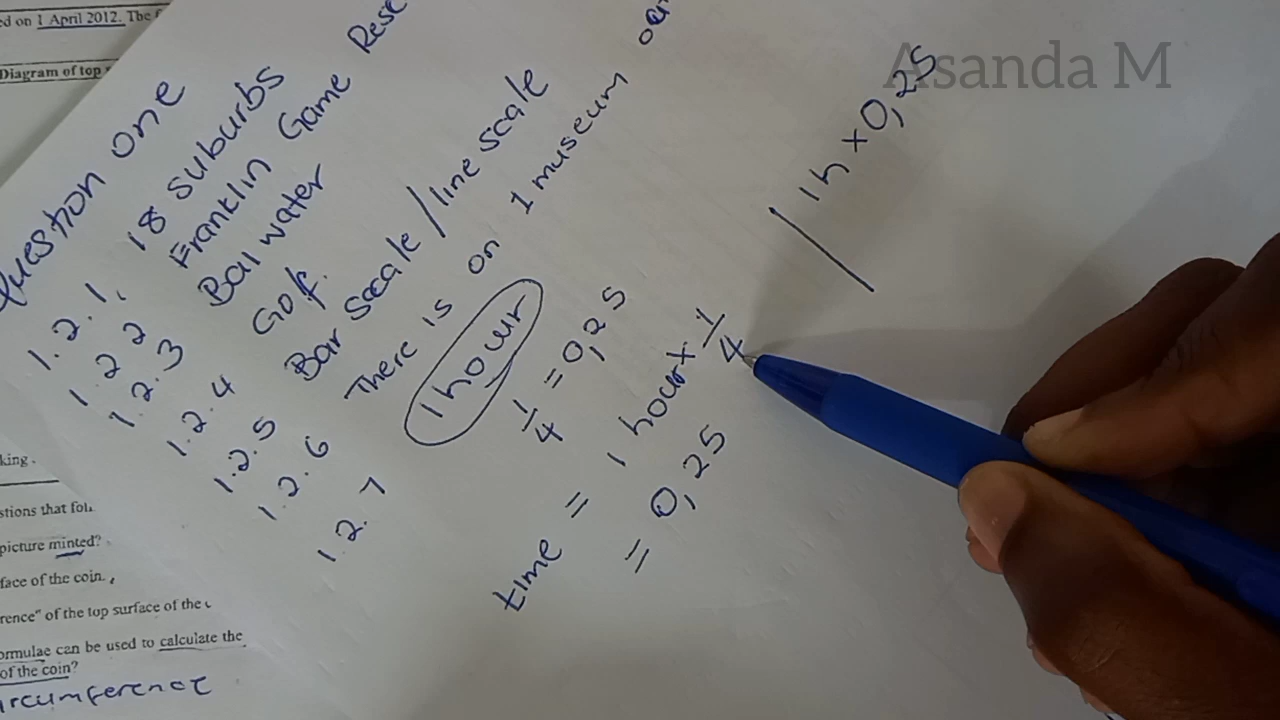 ed on 1 April 2012. The
Diagram of top
king.
stions that foll
picture minted?
face of the coin.
rence" of the top surface of the c
ormulae can be used to calculate the
of the coin?
rcumference
Question one
1.2.1. 18 suburbs
1.2.2 Franklin Game Rese
1.2.3 Bal water
1.2.4 Golf.
1.2.5 Bar Scale / line scale
1.2.6 There is on 1 museum
1.2.7 1 hour
1/4 = 0,25
time = 1 hour x 1/4
= 0,25
1h x 0,25
Asanda M